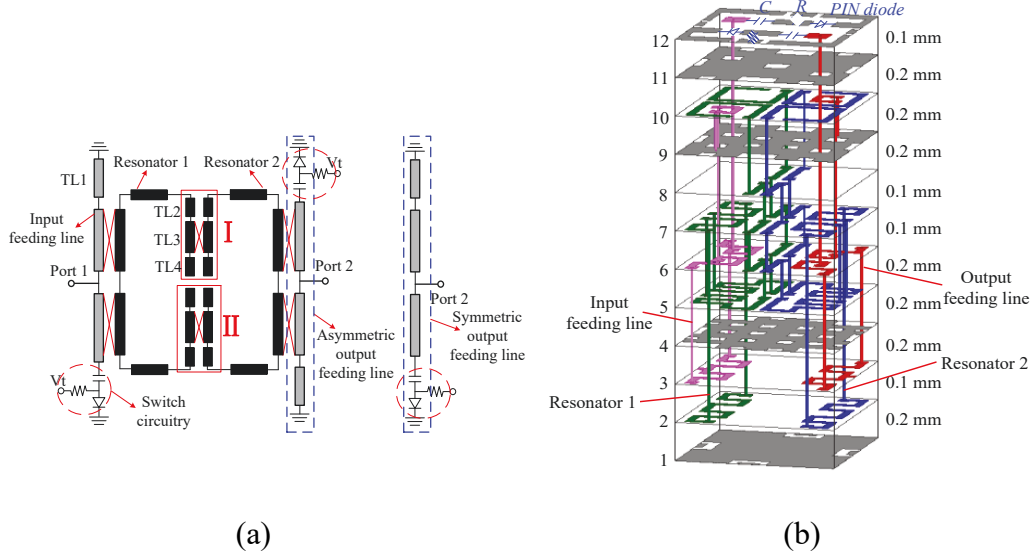 Resonator 1
Resonator 2
Vt
TL1
Input
feeding line
TL2
TL3
TL4
I
II
Port 1
Port 2
Asymmetric
output
feeding line
Port 2
Symmetric
output
feeding line
Vt
Switch
circuitry
Vt
(a)
C
R
PIN diode
12
11
10
9
8
7
6
5
4
3
2
1
0.1 mm
0.2 mm
0.2 mm
0.2 mm
0.1 mm
0.2 mm
0.2 mm
0.2 mm
0.2 mm
0.1 mm
0.2 mm
Input
feeding line
Output
feeding line
Resonator 1
Resonator 2
(b)